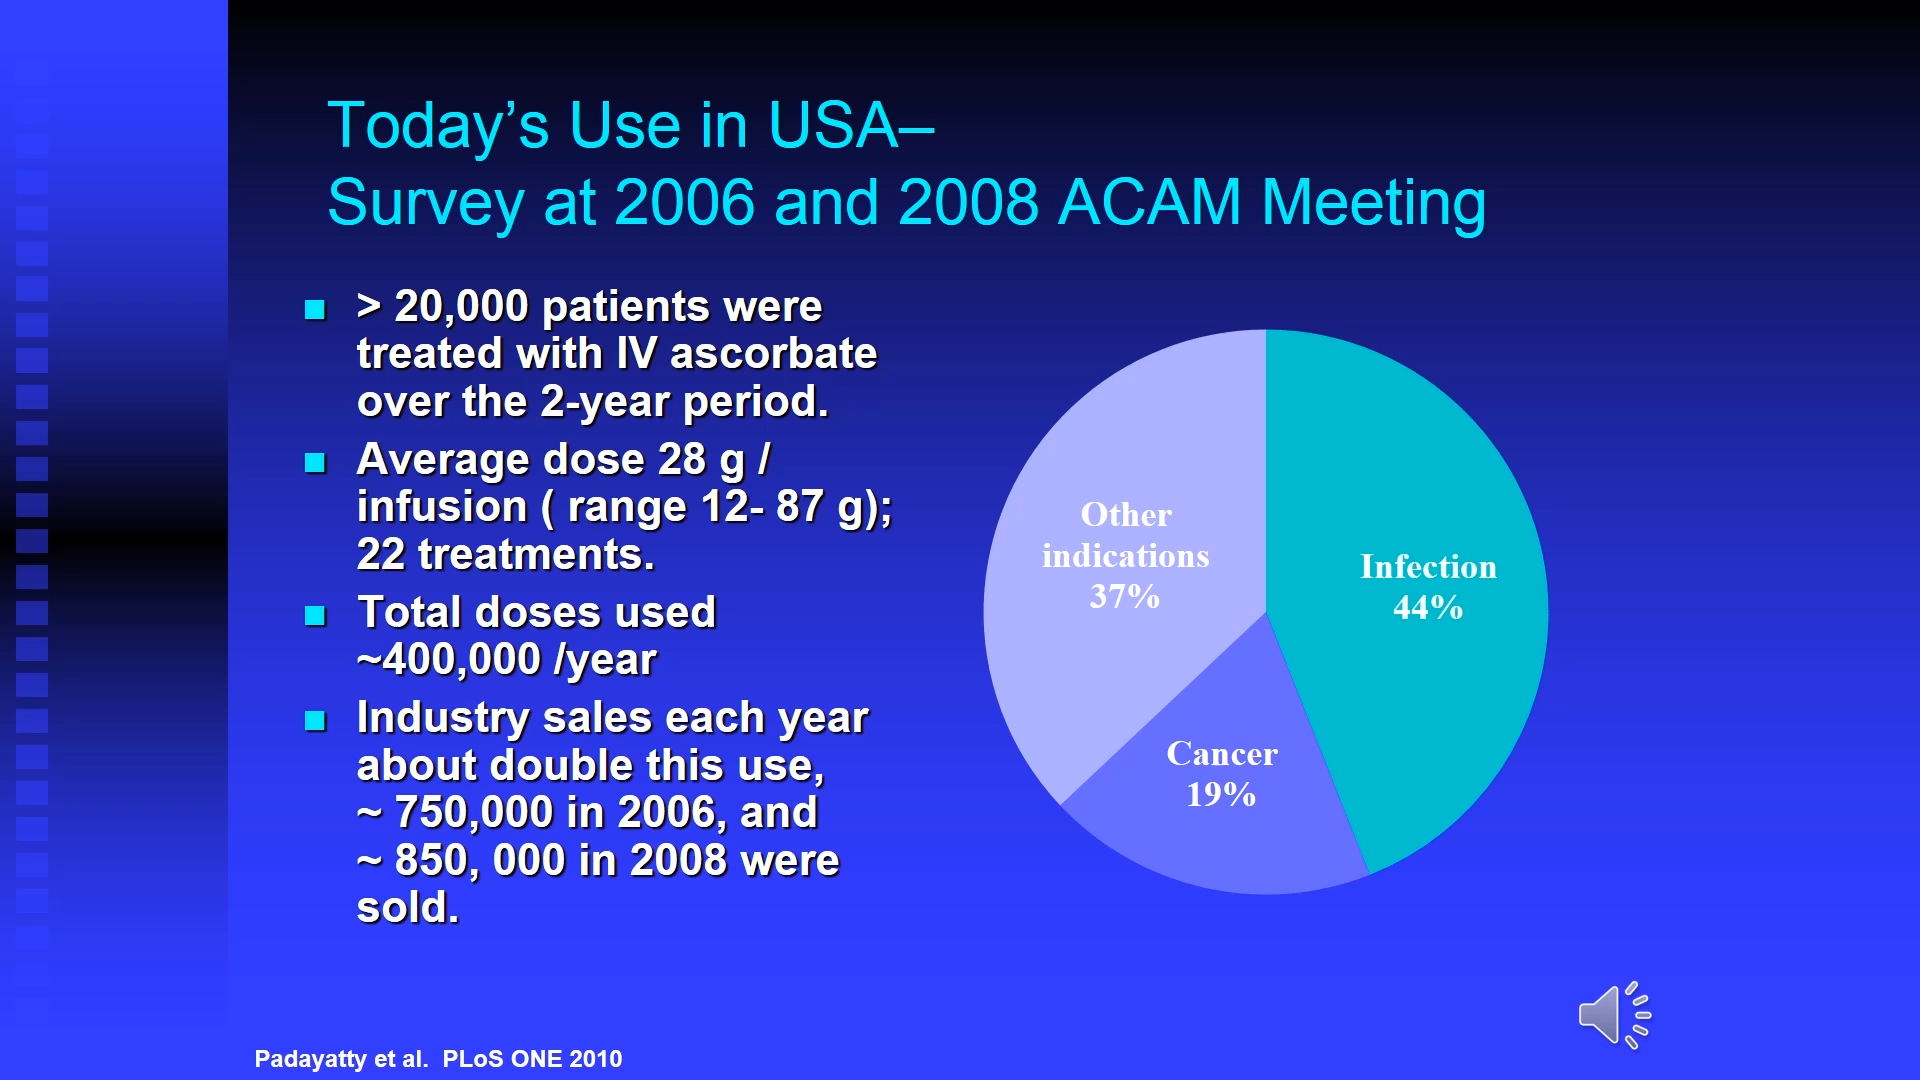 Today’s Use in USA–
Survey at 2006 and 2008 ACAM Meeting
> 20,000 patients were
treated with IV ascorbate
over the 2-year period.
Average dose 28 g /
infusion ( range 12- 87 g);
22 treatments.
Total doses used
~400,000 /year
Industry sales each year
about double this use,
~ 750,000 in 2006, and
~ 850, 000 in 2008 were
sold.
Other
indications
37%
Infection
44%
Cancer
19%
Padayatty et al.  PLoS ONE 2010